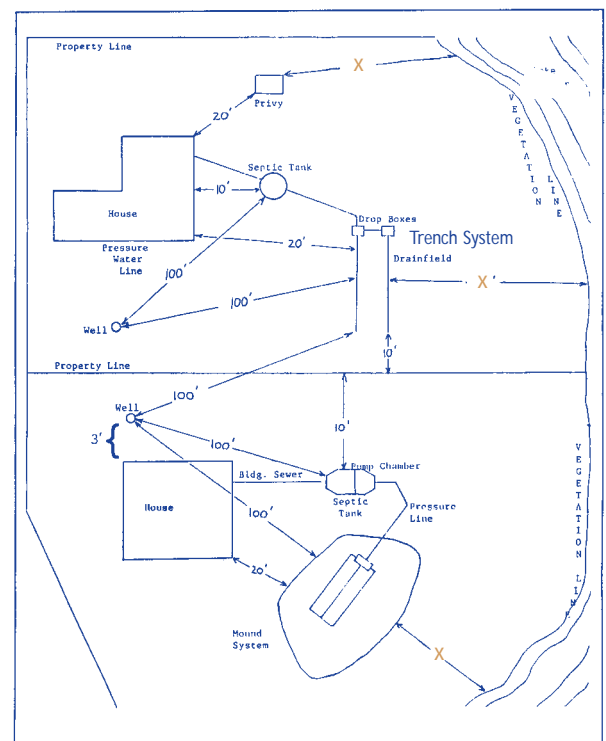 Property Line
X
Privy
20'
VEGETATION LINE
Septic Tank
10'
House
Drop Boxes
Trench System
20'
Pressure
Water
Line
Drainfield
100'
100'
X '
Well
10'
Property Line
100'
Well
10'
3'
100'
Pump Chamber
Bldg. Sewer
VEGETATION LI
Septic
Tank
House
Pressure
Line
100'
20'
Mound
System
X